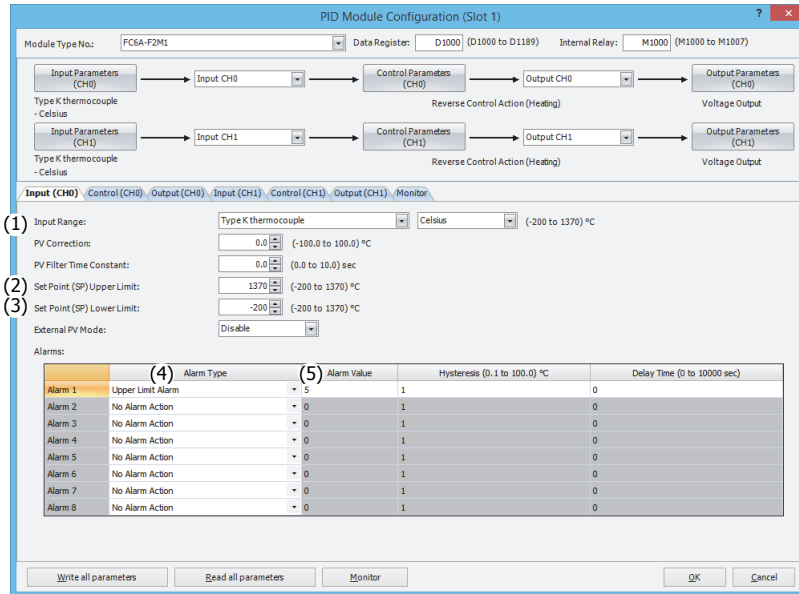 PID Module Configuration (Slot 1)
? x
Module Type No.: FC6A-F2M1 Data Register: D1000 (D1000 to D1189) Internal Relay: M1000 (M1000 to M1007)
Input Parameters (CH0) Input CH0 Control Parameters (CH0) Output CH0 Output Parameters (CH0)
Type K thermocouple
- Celsius
Reverse Control Action (Heating) Voltage Output
Input Parameters (CH1) Input CH1 Control Parameters (CH1) Output CH1 Output Parameters (CH1)
Type K thermocouple
- Celsius
Reverse Control Action (Heating) Voltage Output
Input (CH0) Control (CH0) Output (CH0) Input (CH1) Control (CH1) Output (CH1) Monitor
(1) Input Range: Type K thermocouple Celsius (-200 to 1370) °C
PV Correction: 0.0 (-100.0 to 100.0) °C
PV Filter Time Constant: 0.0 (0.0 to 10.0) sec
(2) Set Point (SP) Upper Limit: 1370 (-200 to 1370) °C
(3) Set Point (SP) Lower Limit: -200 (-200 to 1370) °C
External PV Mode: Disable
Alarms:
(4) Alarm Type (5) Alarm Value Hysteresis (0.1 to 100.0) °C Delay Time (0 to 10000 sec)
Alarm 1 Upper Limit Alarm 5 1 0
Alarm 2 No Alarm Action 0 1 0
Alarm 3 No Alarm Action 0 1 0
Alarm 4 No Alarm Action 0 1 0
Alarm 5 No Alarm Action 0 1 0
Alarm 6 No Alarm Action 0 1 0
Alarm 7 No Alarm Action 0 1 0
Alarm 8 No Alarm Action 0 1 0
Write all parameters Read all parameters Monitor OK Cancel